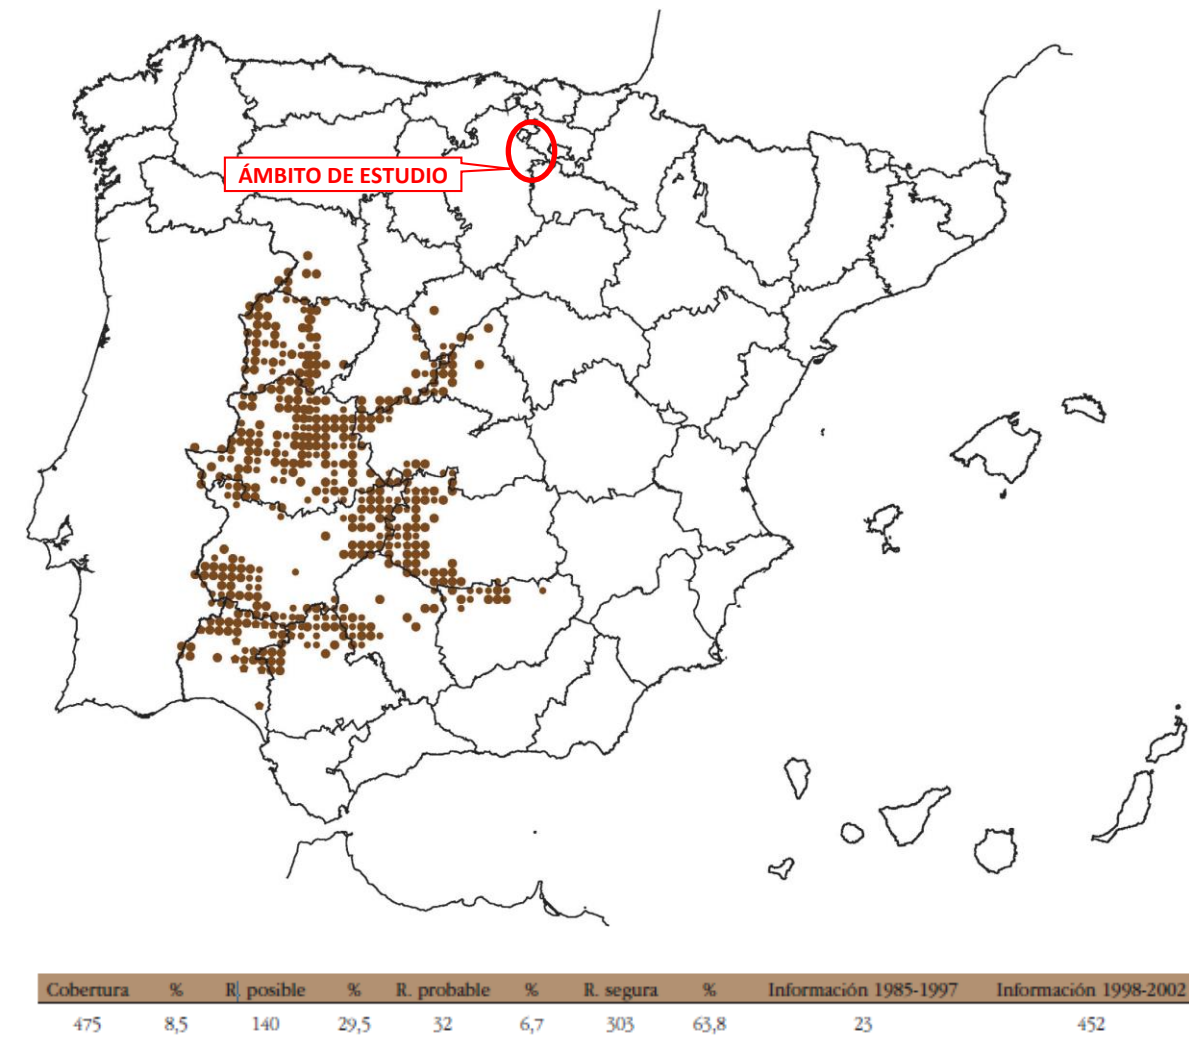 ÁMBITO DE ESTUDIO
Cobertura % R. posible % R. probable % R. segura % Información 1985-1997 Información 1998-2002
475 8,5 140 29,5 32 6,7 303 63,8 23 452